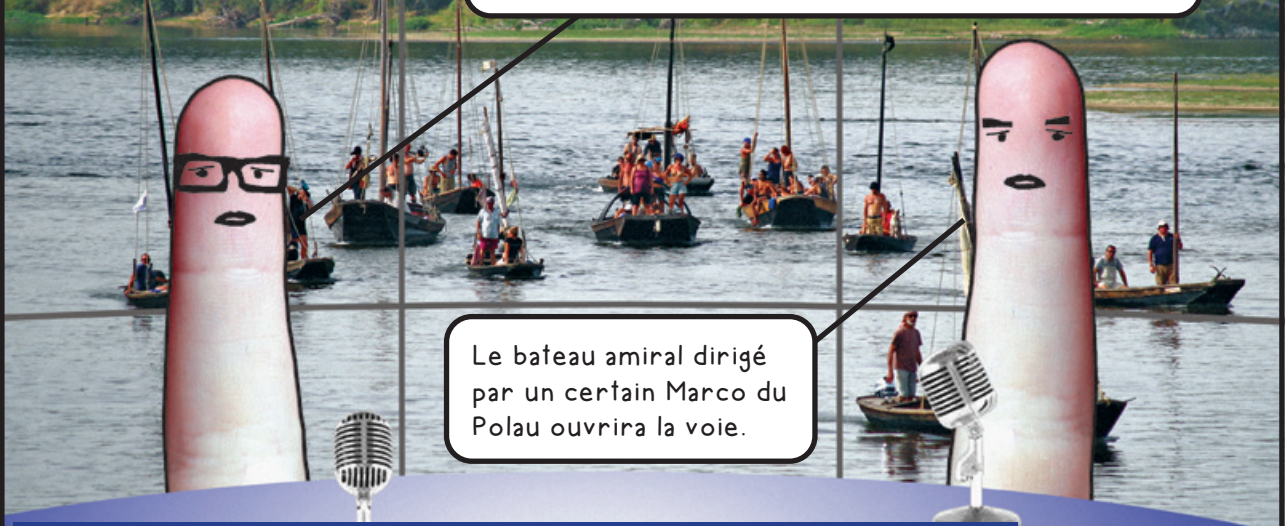 Le bateau amiral dirigé
par un certain Marco du
Polau ouvrira la voie.